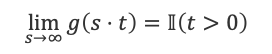 lim g(s · t) = 𝕀(t > 0)
s→∞